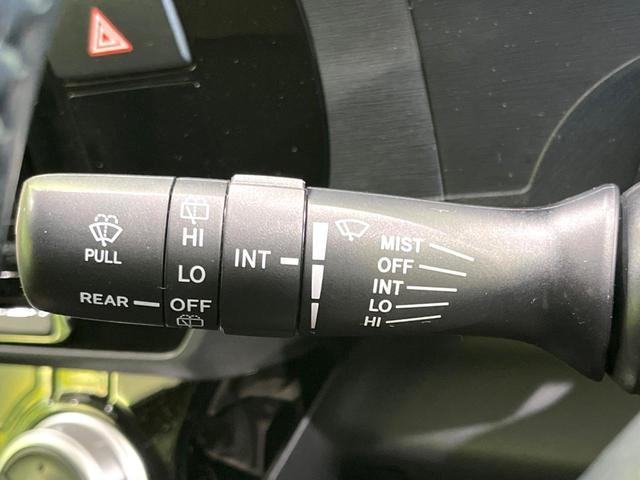 PULL
REAR
HI
LO
OFF
INT
MIST
OFF
INT
LO
HI